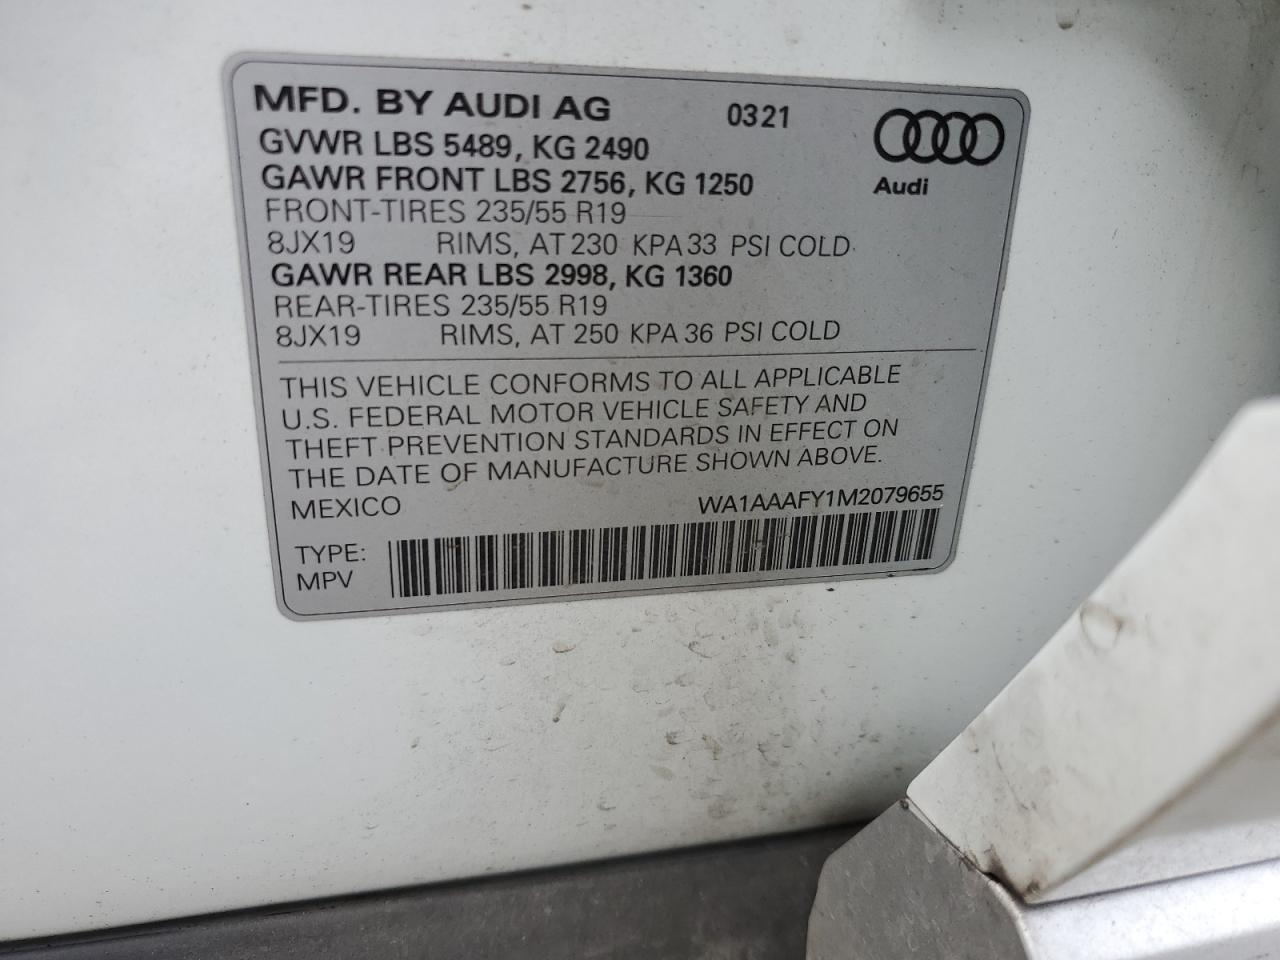 MFD. BY AUDI AG 0321
GVWR LBS 5489, KG 2490
GAWR FRONT LBS 2756, KG 1250
Audi
FRONT-TIRES 235/55 R19
8JX19 RIMS, AT 230 KPA 33 PSI COLD
GAWR REAR LBS 2998, KG 1360
REAR-TIRES 235/55 R19
8JX19 RIMS, AT 250 KPA 36 PSI COLD
THIS VEHICLE CONFORMS TO ALL APPLICABLE
U.S. FEDERAL MOTOR VEHICLE SAFETY AND
THEFT PREVENTION STANDARDS IN EFFECT ON
THE DATE OF MANUFACTURE SHOWN ABOVE.
MEXICO WA1AAAFY1M2079655
TYPE:
MPV